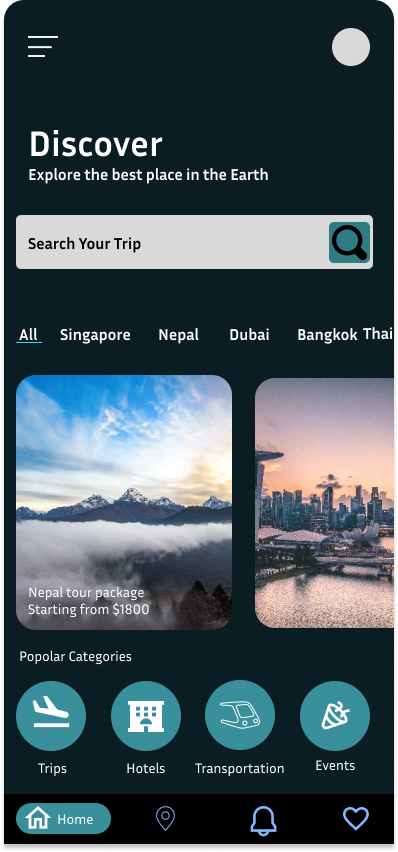 Discover
Explore the best place in the Earth
Search Your Trip
All Singapore Nepal Dubai Bangkok Thai
Nepal tour package
Starting from $1800
Popolar Categories
Trips Hotels Transportation Events
Home